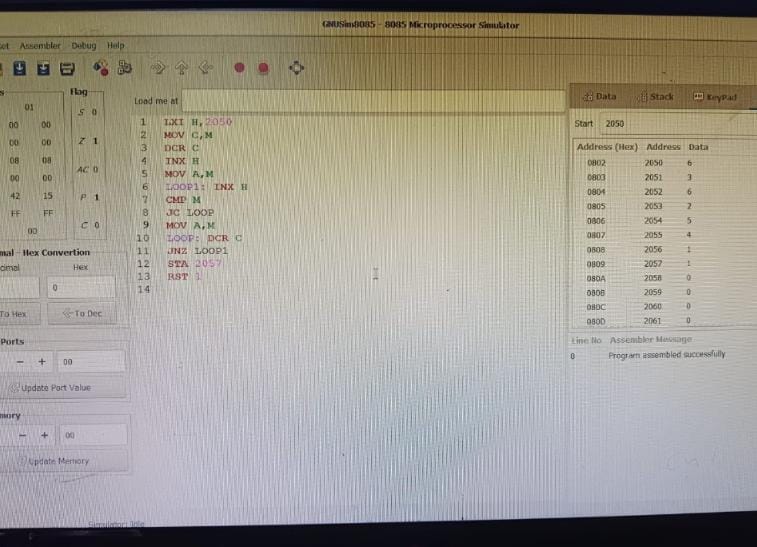 GNUSim8085 - 8085 Microprocessor Simulator
Assembler Debug Help
Flag
01
S 0
00 00
00 00
Z 1
08 08
AC 0
00 00
42 15
P 1
FF FF
00
C 0
Hex Convertion
Hex
0
To Hex
To Dec
Ports
- + 00
Update Port Value
- + 00
Update Memory
Simulator: Idle
Load me at
1 LXI H,2050
2 MOV C,M
3 DCR C
4 INX H
5 MOV A,M
6 LOOP1: INX H
7 CMP M
8 JC LOOP
9 MOV A,M
10 LOOP: DCR C
11 JNZ LOOP1
12 STA 2057
13 RST 1
14
Data Stack KeyPad
Start 2050
Address (Hex) Address Data
0802 2050 6
0803 2051 3
0804 2052 6
0805 2053 2
0806 2054 5
0807 2055 4
0808 2056 1
0809 2057 1
080A 2058 0
080B 2059 0
080C 2060 0
080D 2061 0
Line No Assembler Message
0 Program assembled successfully